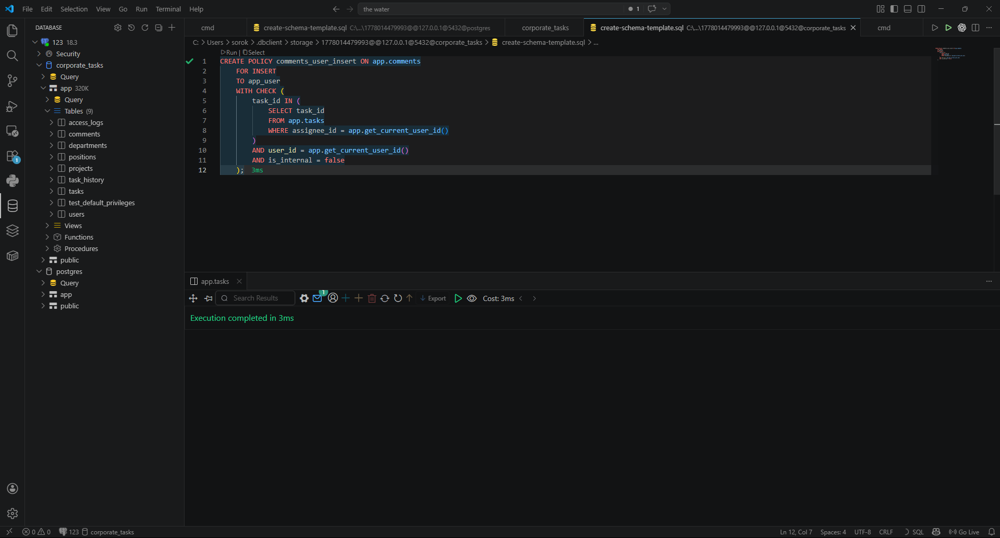 File Edit Selection View Go Run Terminal Help
the water
1
DATABASE
cmd
create-schema-template.sql C:\...\1778014479993@@127.0.0.1@5432@postgres
corporate_tasks
create-schema-template.sql C:\...\1778014479993@@127.0.0.1@5432@corporate_tasks
cmd
C: > Users > sorok > .dbclient > storage > 1778014479993@@127.0.0.1@5432@corporate_tasks > create-schema-template.sql > ...
123 18.3
Security
corporate_tasks
Query
app 320K
Query
Tables (9)
access_logs
comments
departments
positions
projects
task_history
tasks
test_default_privileges
users
Views
Functions
Procedures
public
postgres
Query
app
public
1
Run | Select
1 CREATE POLICY comments_user_insert ON app.comments
2 FOR INSERT
3 TO app_user
4 WITH CHECK (
5 task_id IN (
6 SELECT task_id
7 FROM app.tasks
8 WHERE assignee_id = app.get_current_user_id()
9 )
10 AND user_id = app.get_current_user_id()
11 AND is_internal = false
12 ); 3ms
app.tasks
Search Results
1
Export
Cost: 3ms
Execution completed in 3ms
0 0 123 corporate_tasks
Ln 12, Col 7 Spaces: 4 UTF-8 CRLF SQL Go Live